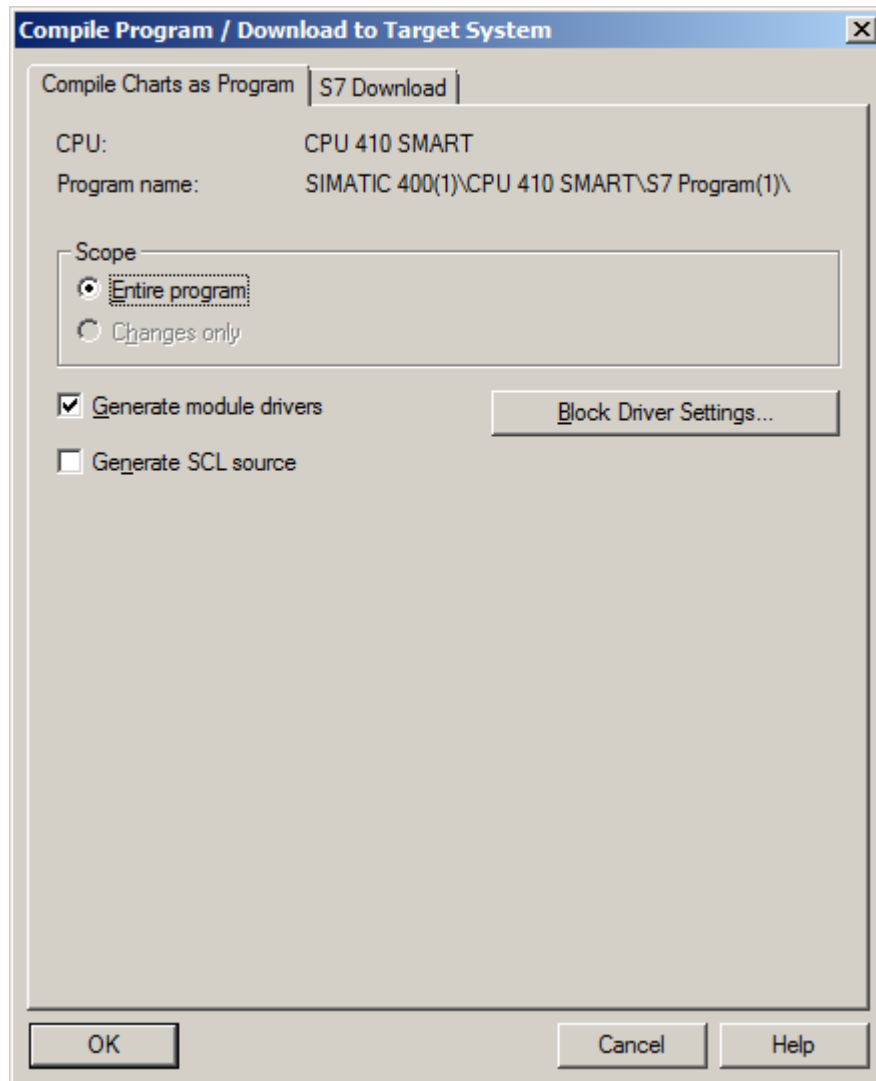 Compile Program / Download to Target System
Compile Charts as Program
S7 Download
CPU: CPU 410 SMART
Program name: SIMATIC 400(1)\CPU 410 SMART\S7 Program(1)\
Scope
Entire program
Changes only
Generate module drivers
Block Driver Settings...
Generate SCL source
OK
Cancel
Help